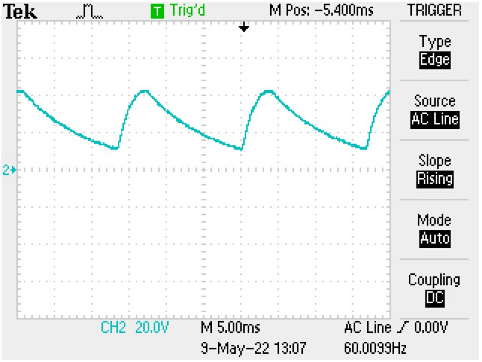 Tek T Trig'd M Pos: -5.400ms TRIGGER
Type
Edge
Source
AC Line
Slope
Rising
Mode
Auto
Coupling
DC
2
CH2 20.0V M 5.00ms AC Line / 0.00V
9-May-22 13:07 60.0099Hz